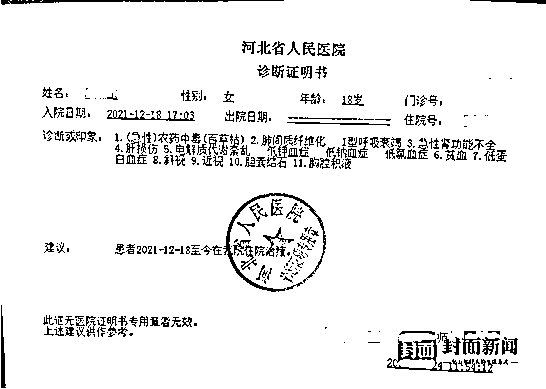 河北省人民医院
诊断证明书
姓名： 性别： 女 年龄： 18岁 门诊号：
入院日期： 2021-12-18 17:03 出院日期： 住院号：
诊断或印象： 1.(急性)农药中毒(百草枯) 2.肺间质纤维化 I型呼吸衰竭 3.急性肾功能不全
4.肝损伤 5.电解质代谢紊乱 低钾血症 低钠血症 低氯血症 6.贫血 7.低蛋
白血症 8.斜视 9.近视 10.胆囊结石 11.胸腔积液
河北省人民医院
建议： 患者2021-12-18至今在我院住院治疗。
此证无医院证明书专用章者无效。
上述建议供参考。
封面 封面新闻
24 11:54:12